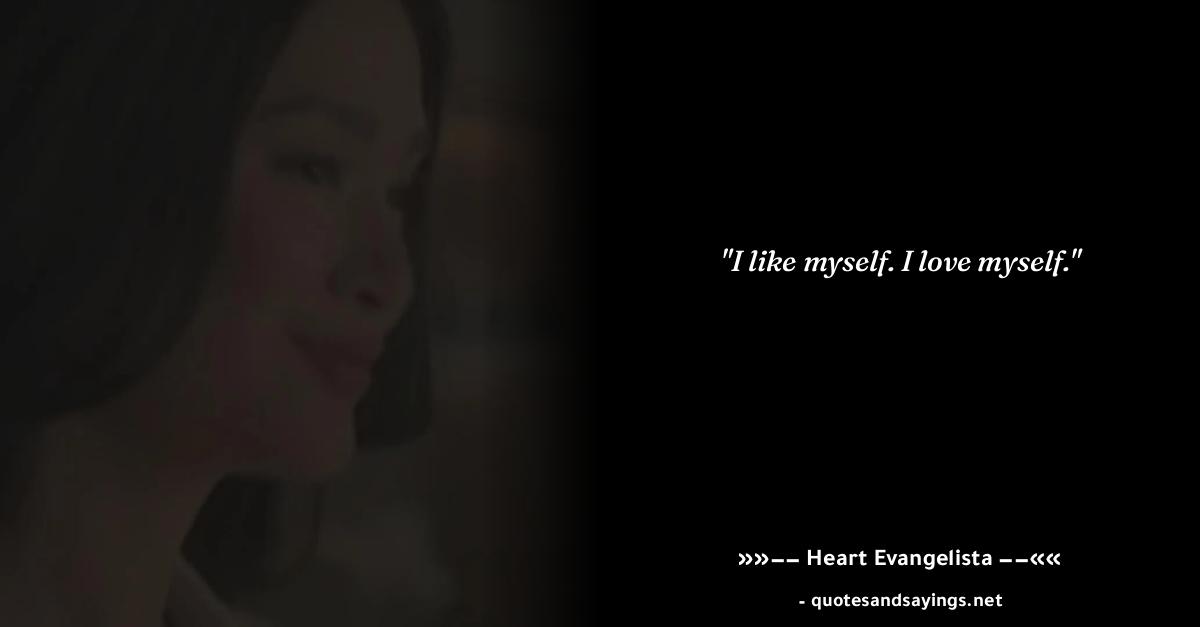 "I like myself. I love myself."
»»–– Heart Evangelista ––««
- quotesandsayings.net